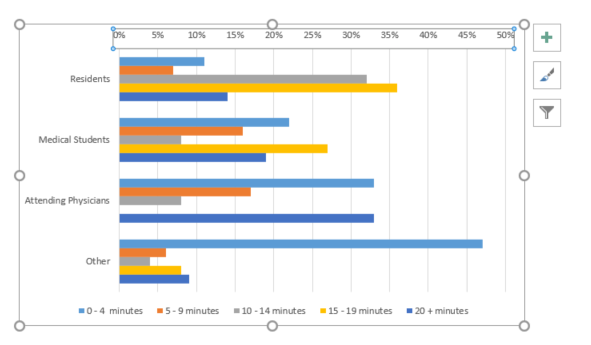 0% 5% 10% 15% 20% 25% 30% 35% 40% 45% 50%
Residents
Medical Students
Attending Physicians
Other
0 - 4 minutes 5 - 9 minutes 10 - 14 minutes 15 - 19 minutes 20 + minutes